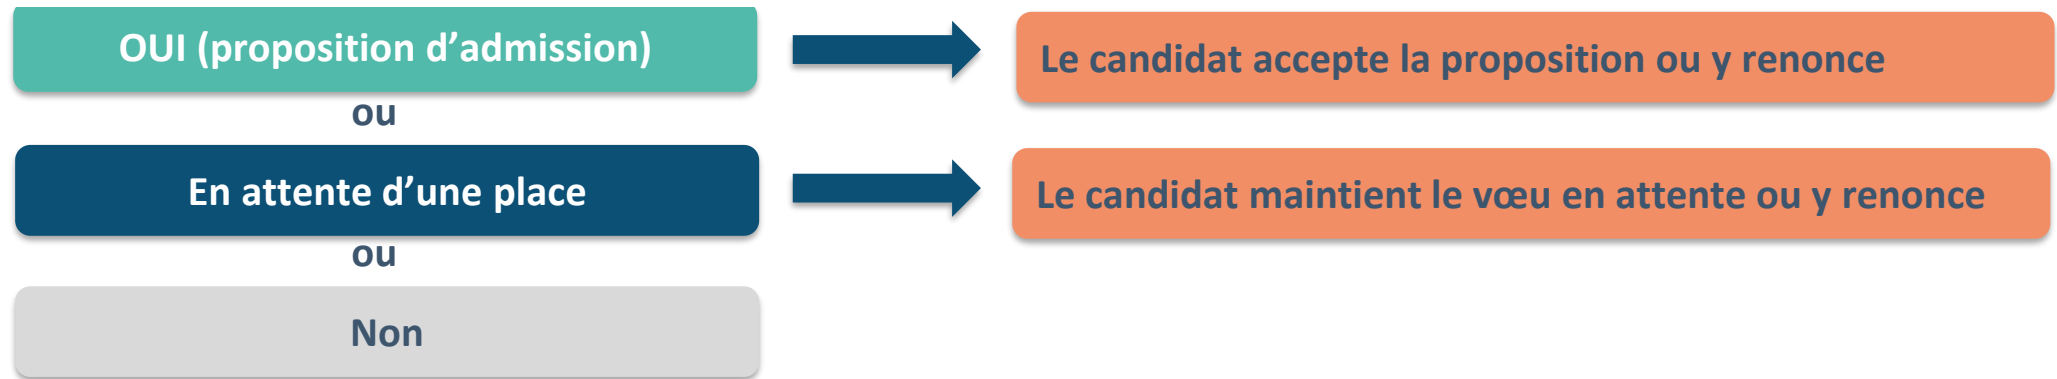 OUI (proposition d’admission)
Le candidat accepte la proposition ou y renonce
ou
En attente d’une place
Le candidat maintient le vœu en attente ou y renonce
ou
Non